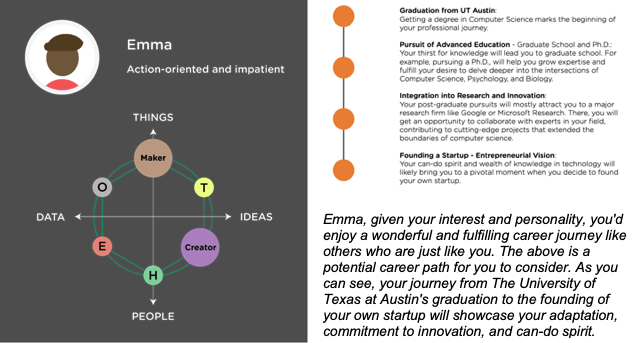 Emma
Action-oriented and impatient
THINGS
Maker
O
T
DATA
IDEAS
E
Creator
H
PEOPLE
Graduation from UT Austin:
Getting a degree in Computer Science marks the beginning of
your professional journey.
Pursuit of Advanced Education - Graduate School and Ph.D.:
Your thirst for knowledge will lead you to graduate school. For
example, pursuing a Ph.D., will help you grow expertise and
fulfill your desire to delve deeper into the intersections of
Computer Science, Psychology, and Biology.
Integration into Research and Innovation:
Your post-graduate pursuits will mostly attract you to a major
research firm like Google or Microsoft Research. There, you will
get an opportunity to collaborate with experts in your field,
contributing to cutting-edge projects that extended the
boundaries of computer science.
Founding a Startup - Entrepreneurial Vision:
Your can-do spirit and wealth of knowledge in technology will
likely bring you to a pivotal moment when you decide to found
your own startup.
Emma, given your interest and personality, you'd
enjoy a wonderful and fulfilling career journey like
others who are just like you. The above is a
potential career path for you to consider. As you
can see, your journey from The University of
Texas at Austin's graduation to the founding of
your own startup will showcase your adaptation,
commitment to innovation, and can-do spirit.